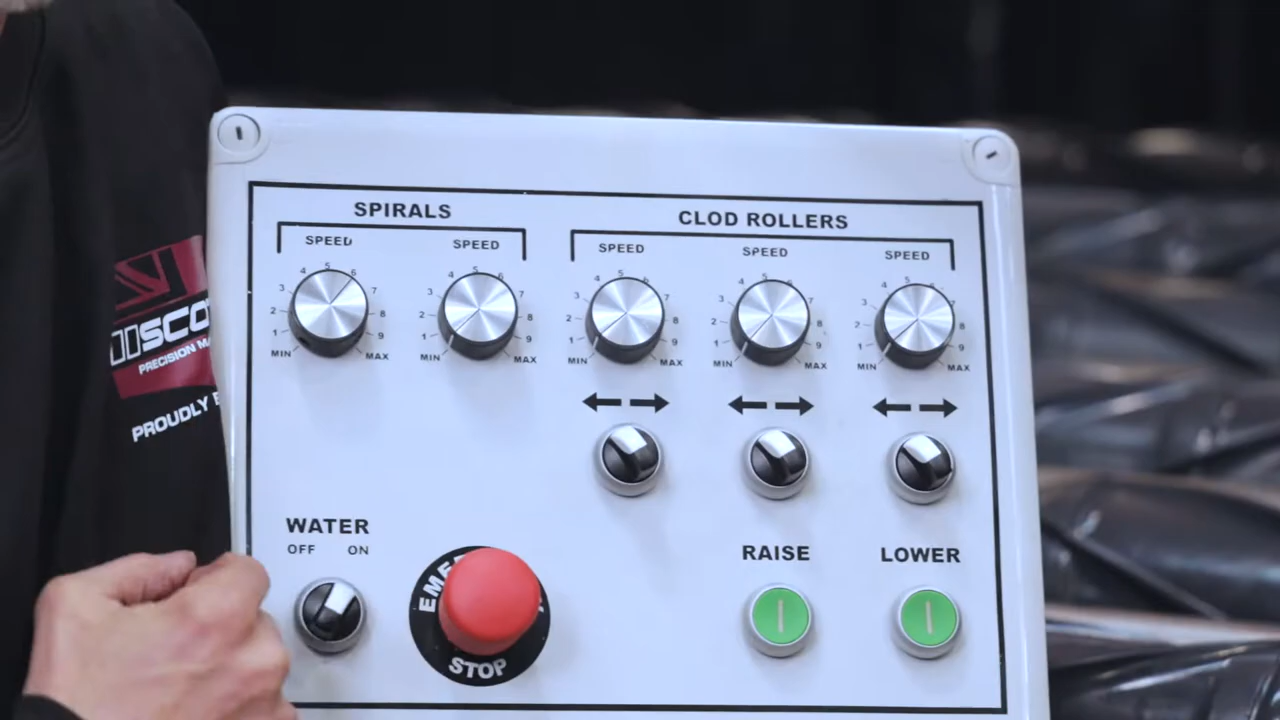 SPIRALS
CLOD ROLLERS
SPEED SPEED SPEED SPEED SPEED
MIN 1 2 3 4 5 6 7 8 9 MAX
MIN 1 2 3 4 5 6 7 8 9 MAX
MIN 1 2 3 4 5 6 7 8 9 MAX
MIN 1 2 3 4 5 7 8 9 MAX
MIN 1 2 3 4 5 7 8 9 MAX
PRECISION
PROUDLY
WATER
OFF ON
STOP
RAISE
LOWER